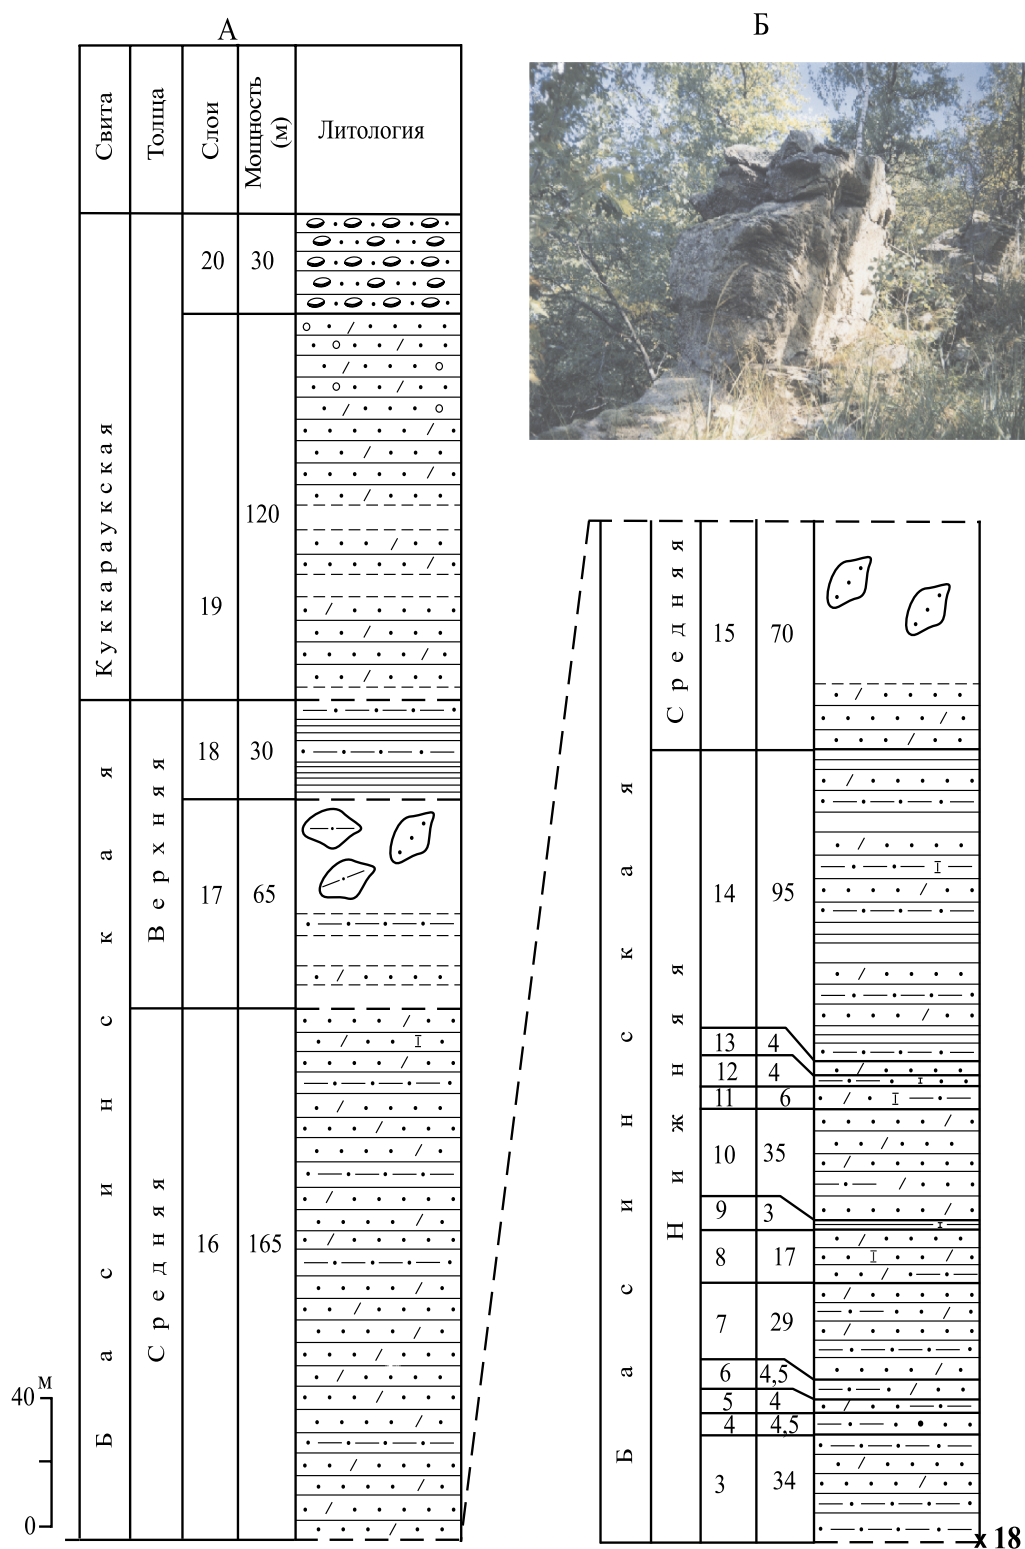 А
Свита
Толща
Слои
Мощность
(м)
Литология
Куккараукская
20 30
120
19
Басинская
Верхняя
18 30
17 65
Средняя
16 165
40 м
0
Б
Басинская
Средняя
15 70
Нижняя
14 95
13 4
12 4
11 6
10 35
9 3
8 17
7 29
6 4,5
5 4
4 4,5
3 34
х 18